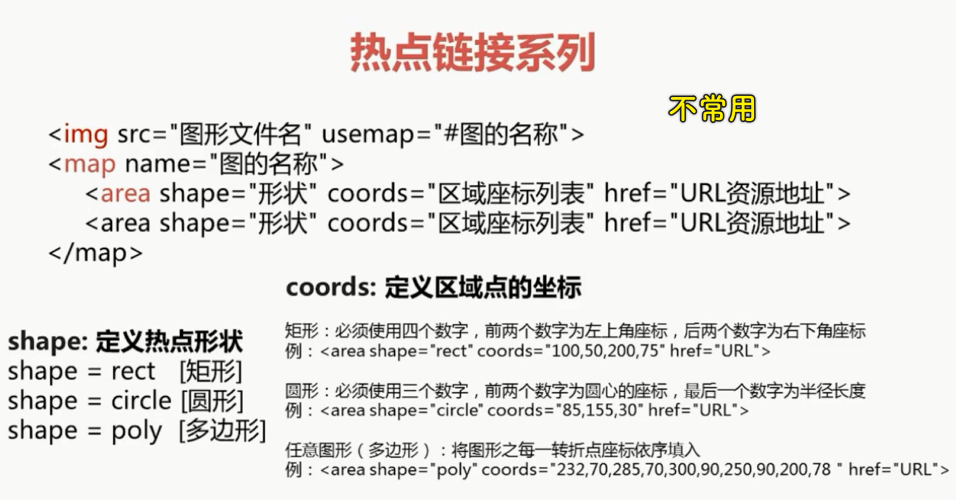 热点链接系列
不常用
<img src="图形文件名" usemap="#图的名称">
<map name="图的名称">
<area shape="形状" coords="区域座标列表" href="URL资源地址">
<area shape="形状" coords="区域座标列表" href="URL资源地址">
</map>
coords: 定义区域点的坐标
矩形：必须使用四个数字，前两个数字为左上角座标，后两个数字为右下角座标
例：<area shape="rect" coords="100,50,200,75" href="URL">
圆形：必须使用三个数字，前两个数字为圆心的座标，最后一个数字为半径长度
例：<area shape="circle" coords="85,155,30" href="URL">
任意图形（多边形）：将图形之每一转折点座标依序填入
例：<area shape="poly" coords="232,70,285,70,300,90,250,90,200,78 " href="URL">
shape: 定义热点形状
shape = rect [矩形]
shape = circle [圆形]
shape = poly [多边形]